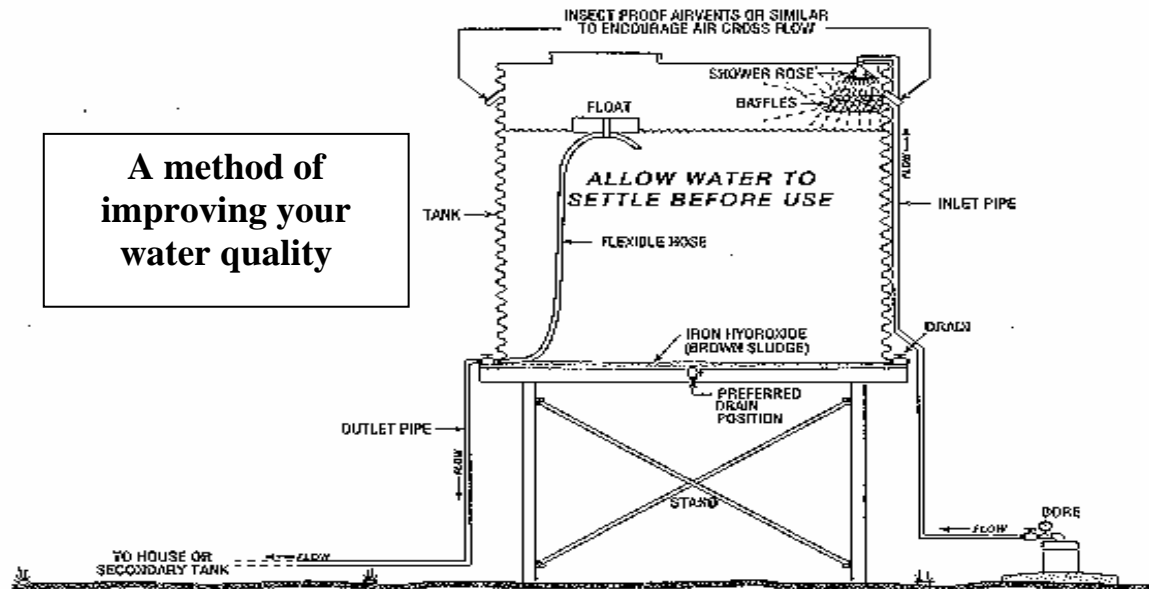 INSECT PROOF AIRVENTS OR SIMILAR
TO ENCOURAGE AIR CROSS FLOW
SHOWER ROSE
BAFFLES
FLOAT
A method of
improving your
water quality
ALLOW WATER TO
SETTLE BEFORE USE
FLOW
TANK
INLET PIPE
FLEXIBLE HOSE
DRAIN
IRON HYDROXIDE
(BROWN SLUDGE)
PREFERRED
DRAIN
POSITION
OUTLET PIPE
FLOW
STAND
BORE
FLOW
TO HOUSE OR
SECONDARY TANK
FLOW